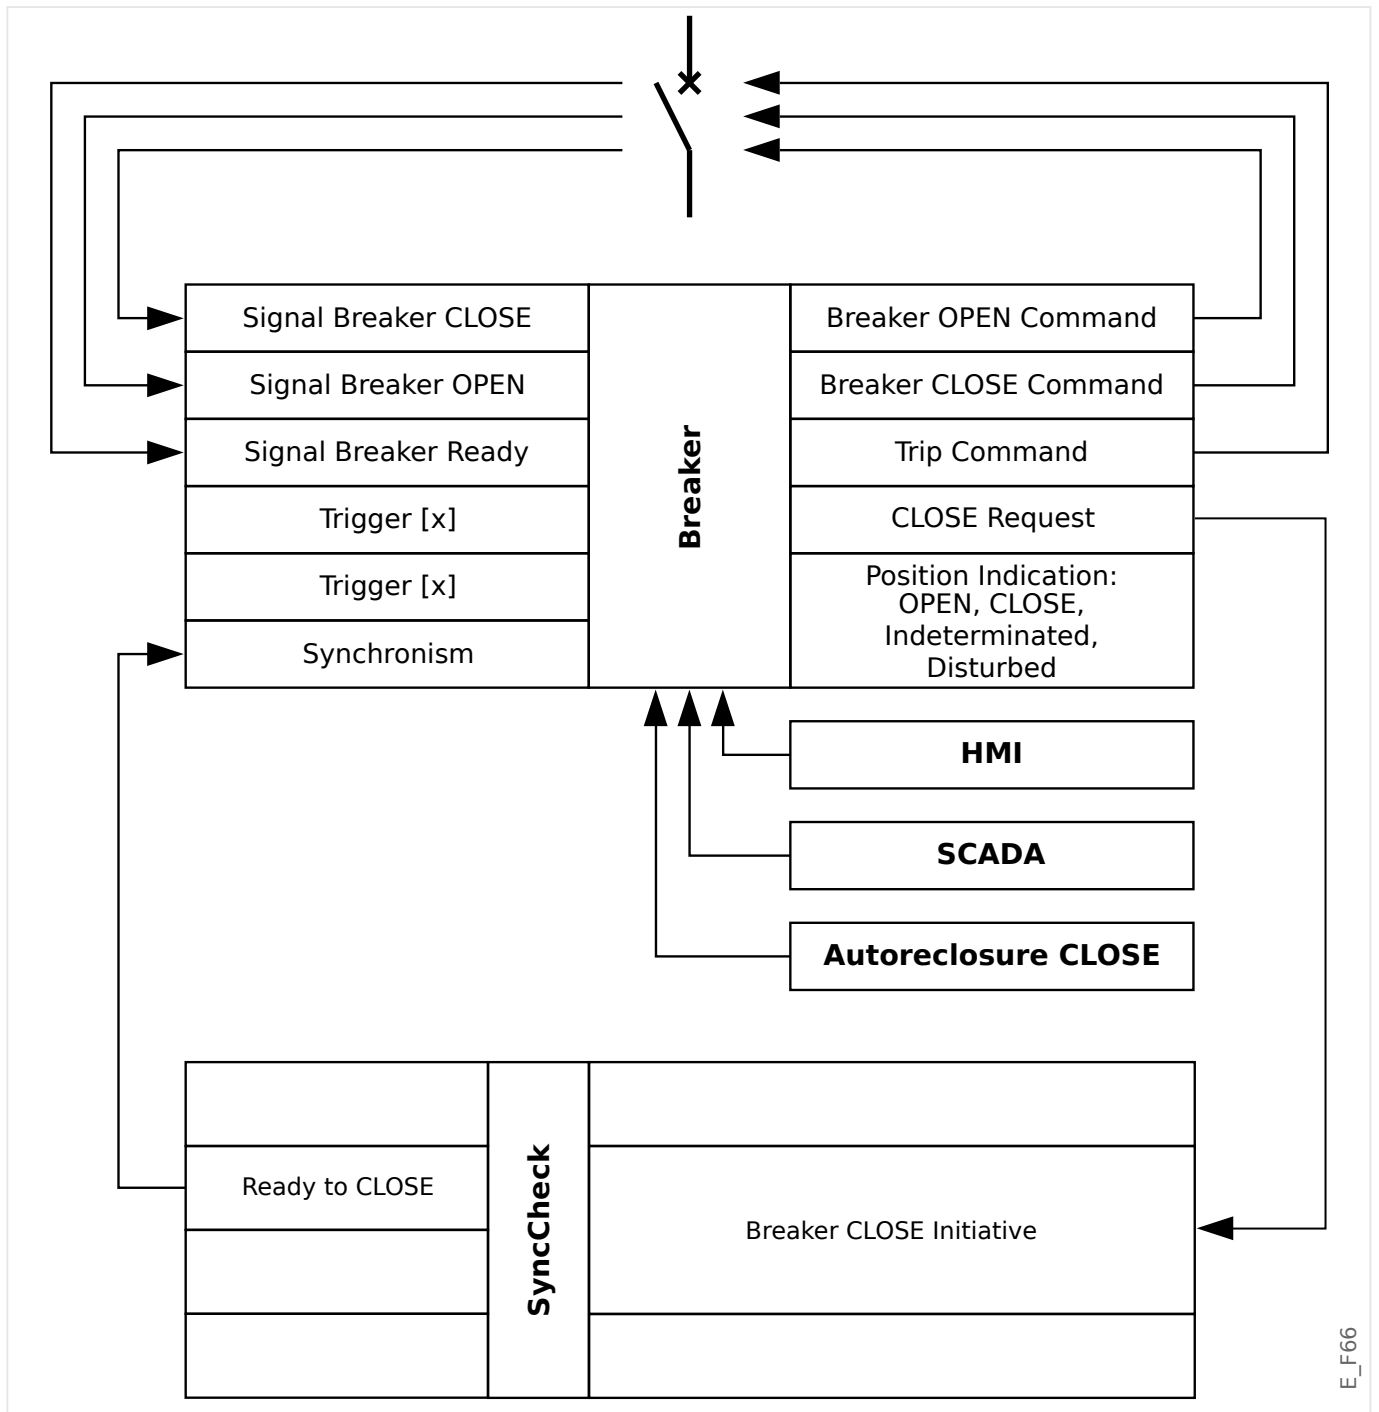 Signal Breaker CLOSE
Signal Breaker OPEN
Signal Breaker Ready
Trigger [x]
Trigger [x]
Synchronism
Breaker
Breaker OPEN Command
Breaker CLOSE Command
Trip Command
CLOSE Request
Position Indication:
OPEN, CLOSE,
Indeterminated,
Disturbed
HMI
SCADA
Autoreclosure CLOSE
Ready to CLOSE
SyncCheck
Breaker CLOSE Initiative
E_F66